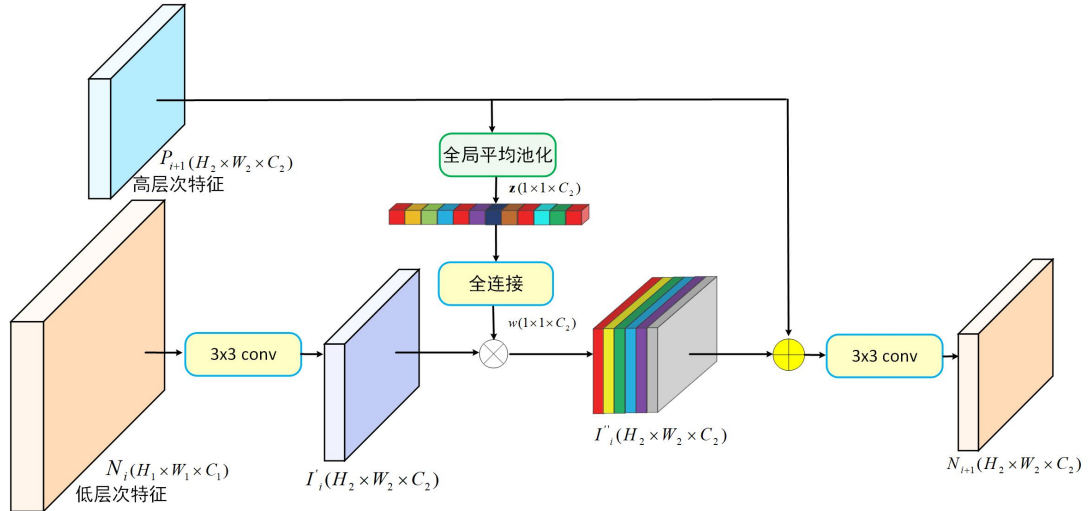 P_{i+1}(H_2×W_2×C_2)
高层次特征
全局平均池化
z(1×1×C_2)
全连接
w(1×1×C_2)
3x3 conv
3x3 conv
N_i(H_1×W_1×C_1)
低层次特征
I'_i(H_2×W_2×C_2)
I''_i(H_2×W_2×C_2)
N_{i+1}(H_2×W_2×C_2)